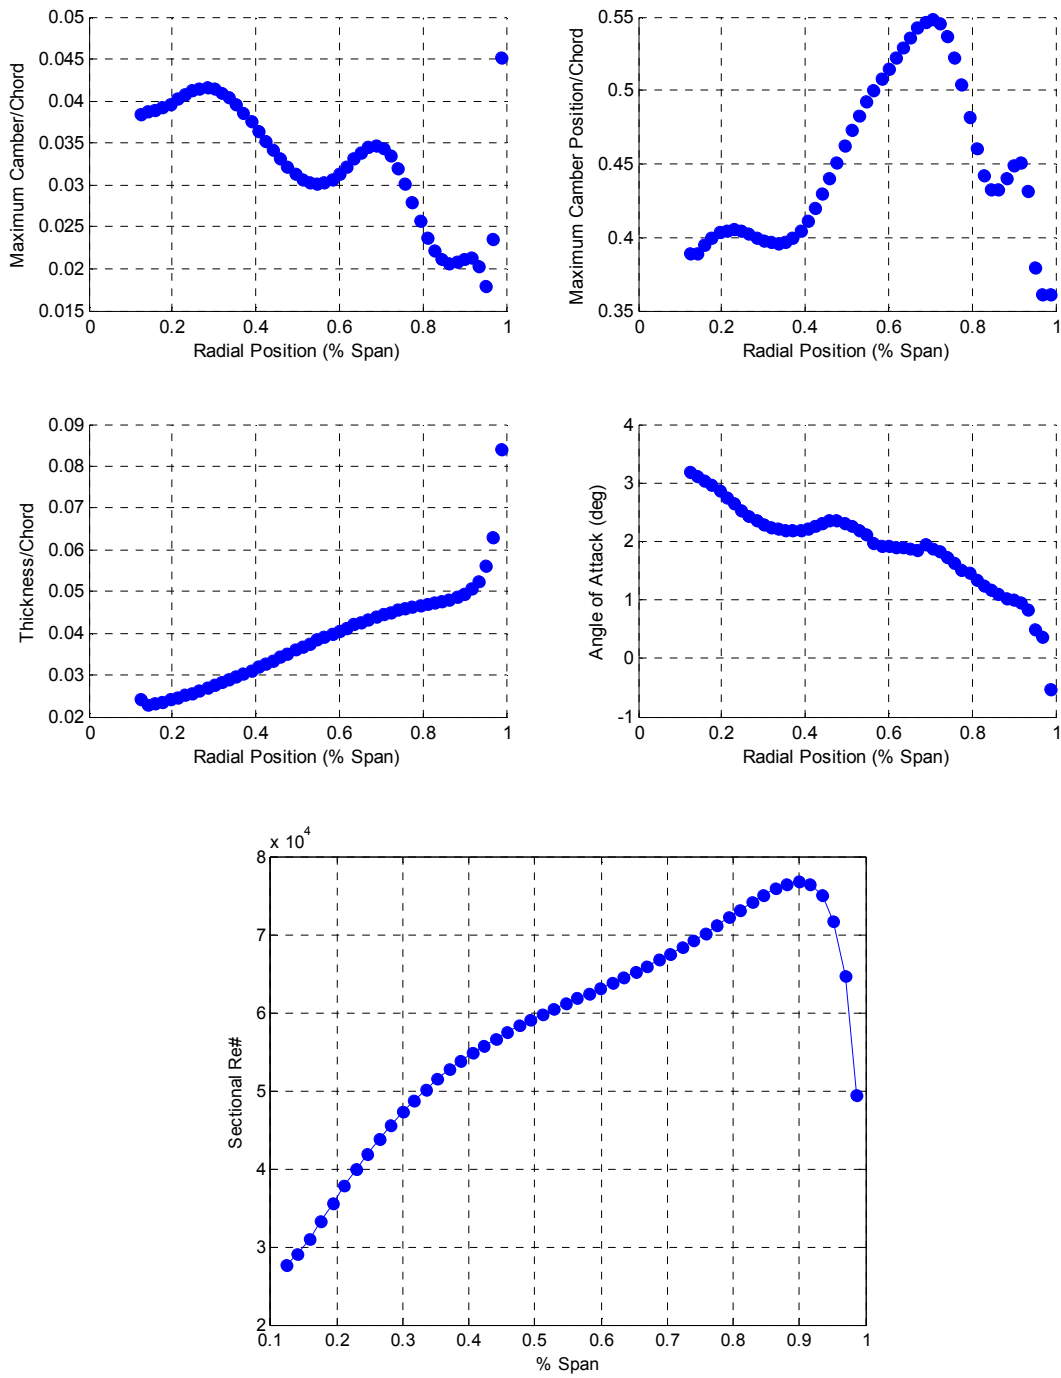 0.05
0.045
0.04
0.035
0.03
0.025
0.02
0.015
0 0.2 0.4 0.6 0.8 1
Radial Position (% Span)
Maximum Camber/Chord
0.55
0.5
0.45
0.4
0.35
0 0.2 0.4 0.6 0.8 1
Radial Position (% Span)
Maximum Camber Position/Chord
0.09
0.08
0.07
0.06
0.05
0.04
0.03
0.02
0 0.2 0.4 0.6 0.8 1
Radial Position (% Span)
Thickness/Chord
4
3
2
1
0
-1
0 0.2 0.4 0.6 0.8 1
Radial Position (% Span)
Angle of Attack (deg)
x 10^4
8
7
6
5
4
3
2
0.1 0.2 0.3 0.4 0.5 0.6 0.7 0.8 0.9 1
% Span
Sectional Re#